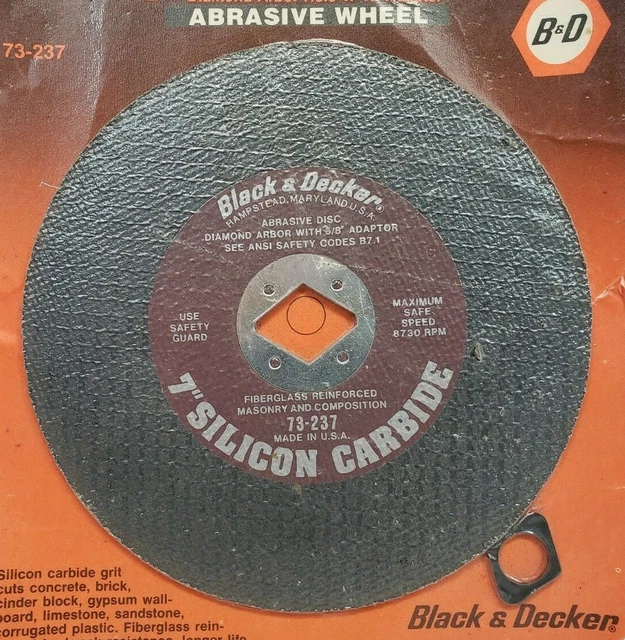 ABRASIVE WHEEL
73-237
B&D
Black & Decker®
HAMPSTEAD, MARYLAND U.S.A.
ABRASIVE DISC
DIAMOND ARBOR WITH 5/8" ADAPTOR
SEE ANSI SAFETY CODES B7.1
USE
SAFETY
GUARD
MAXIMUM
SAFE
SPEED
8730 RPM
FIBERGLASS REINFORCED
MASONRY AND COMPOSITION
73-237
MADE IN U.S.A.
7" SILICON CARBIDE
Silicon carbide grit
cuts concrete, brick,
cinder block, gypsum wall-
board, limestone, sandstone,
corrugated plastic. Fiberglass rein-
longer life
Black & Decker®